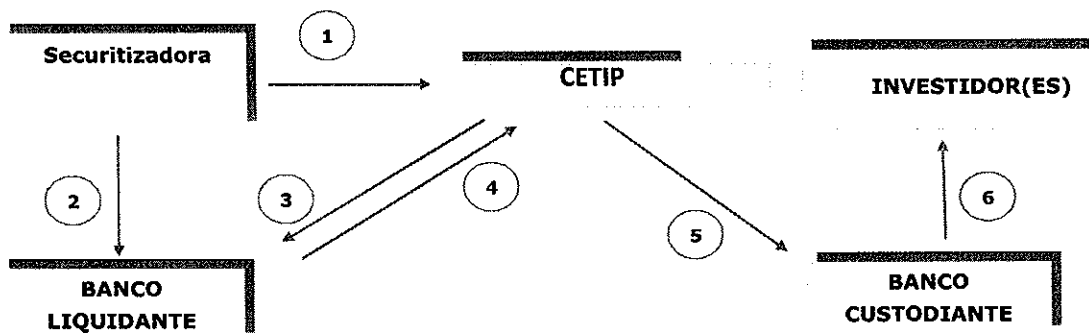 Securitizadora
1
CETIP
INVESTIDOR(ES)
2
3
4
5
6
BANCO
LIQUIDANTE
BANCO
CUSTODIANTE